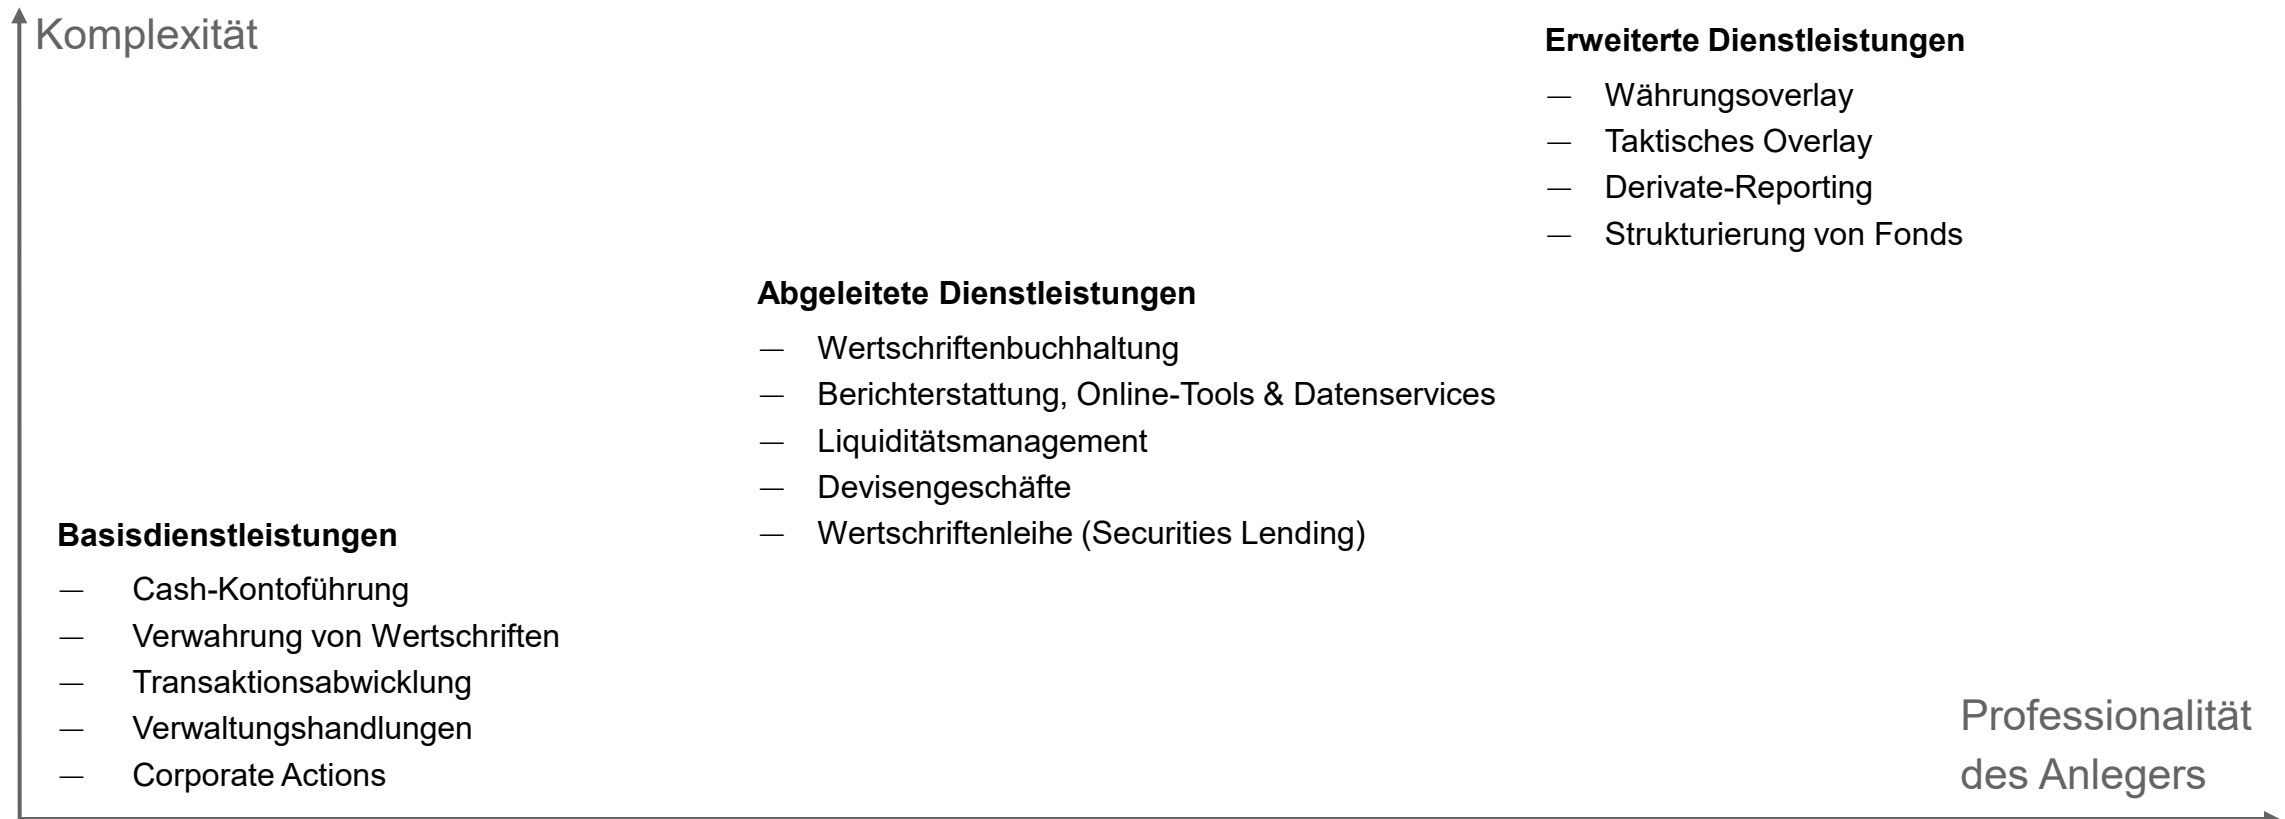 Komplexität
Erweiterte Dienstleistungen
— Währungsoverlay
— Taktisches Overlay
— Derivate-Reporting
— Strukturierung von Fonds
Abgeleitete Dienstleistungen
— Wertschriftenbuchhaltung
— Berichterstattung, Online-Tools & Datenservices
— Liquiditätsmanagement
— Devisengeschäfte
— Wertschriftenleihe (Securities Lending)
Basisdienstleistungen
— Cash-Kontoführung
— Verwahrung von Wertschriften
— Transaktionsabwicklung
— Verwaltungshandlungen
— Corporate Actions
Professionalität
des Anlegers